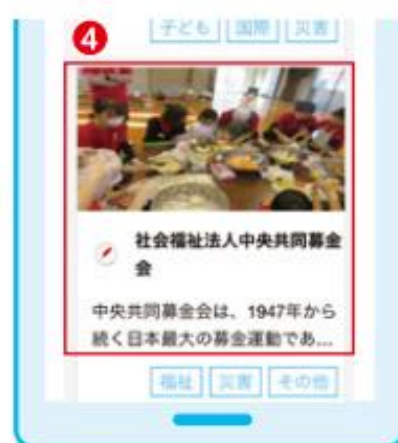 4
子ども 国際 災害
社会福祉法人中央共同募金
会
中央共同募金会は、1947年から
続く日本最大の募金運動であ...
福祉 災害 その他